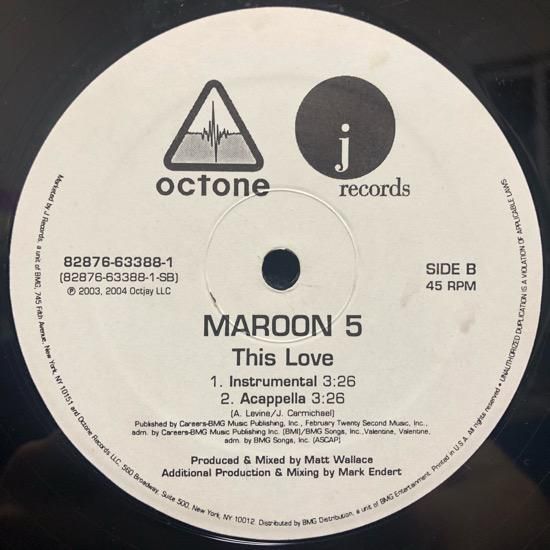 octone
j
records
82876-63388-1
(82876-63388-1-SB)
℗ 2003, 2004 Octjay LLC
SIDE B
45 RPM
MAROON 5
This Love
1. Instrumental 3:26
2. Acappella 3:26
(A. Levine/J. Carmichael)
Published by Careers-BMG Music Publishing, Inc., February Twenty Second Music, Inc.,
adm. by Careers-BMG Music Publishing Inc. (BMI)/BMG Songs, Inc.,Valentine, Valentine,
adm. by BMG Songs, Inc. (ASCAP)
Produced & Mixed by Matt Wallace
Additional Production & Mixing by Mark Endert
Marketed by J Records, a unit of BMG, 745 Fifth Avenue, New York, NY 10151 and Octone Records LLC, 560 Broadway, Suite 500, New York, NY 10012. Distributed by BMG Distribution, a unit of BMG Entertainment. Printed in U.S.A. All rights reserved • UNAUTHORIZED DUPLICATION IS A VIOLATION OF APPLICABLE LAWS